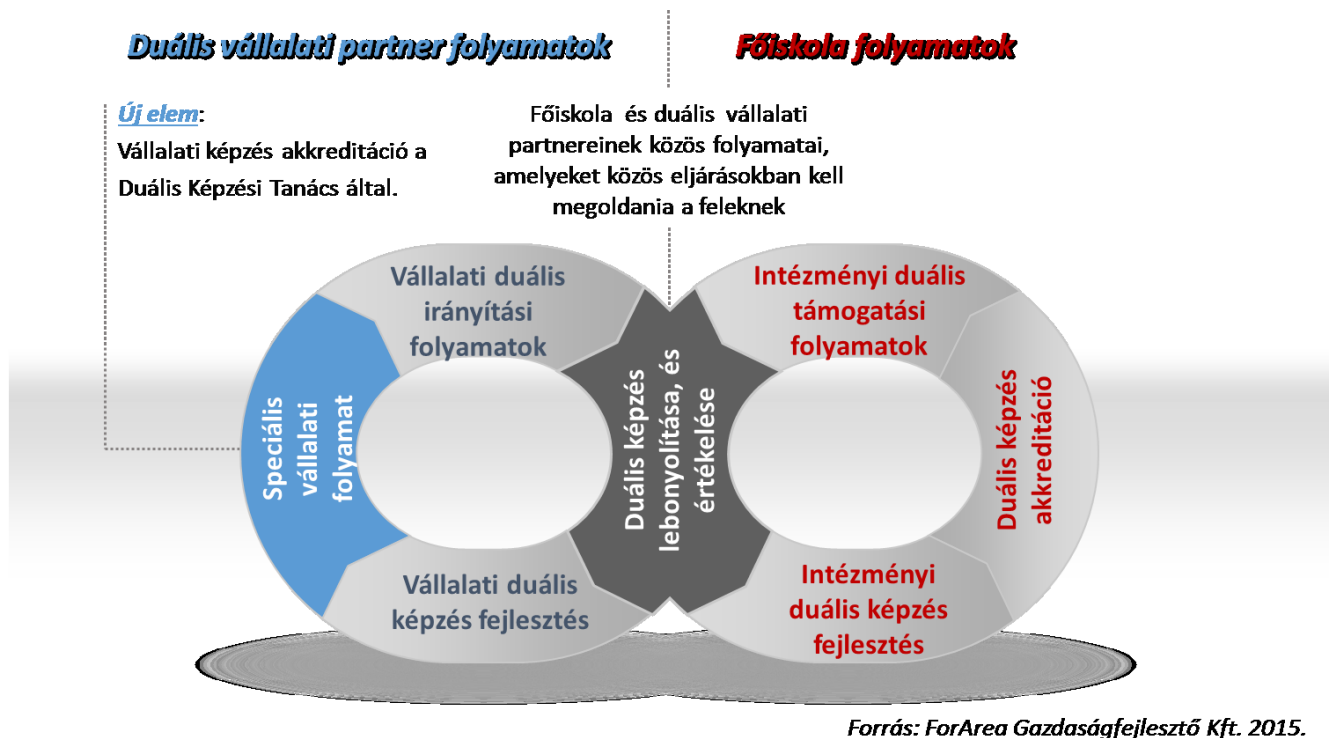 Duális vállalati partner folyamatok
Főiskola folyamatok
Új elem:
Vállalati képzés akkreditáció a
Duális Képzési Tanács által.
Főiskola és duális vállalati
partnereinek közös folyamatai,
amelyeket közös eljárásokban kell
megoldania a feleknek
Vállalati duális
irányítási
folyamatok
Intézményi duális
támogatási
folyamatok
Speciális
vállalati
folyamat
Duális képzés
lebonyolítása, és
értékelése
Duális képzés
akkreditáció
Vállalati duális
képzés fejlesztés
Intézményi
duális képzés
fejlesztés
Forrás: ForArea Gazdaságfejlesztő Kft. 2015.